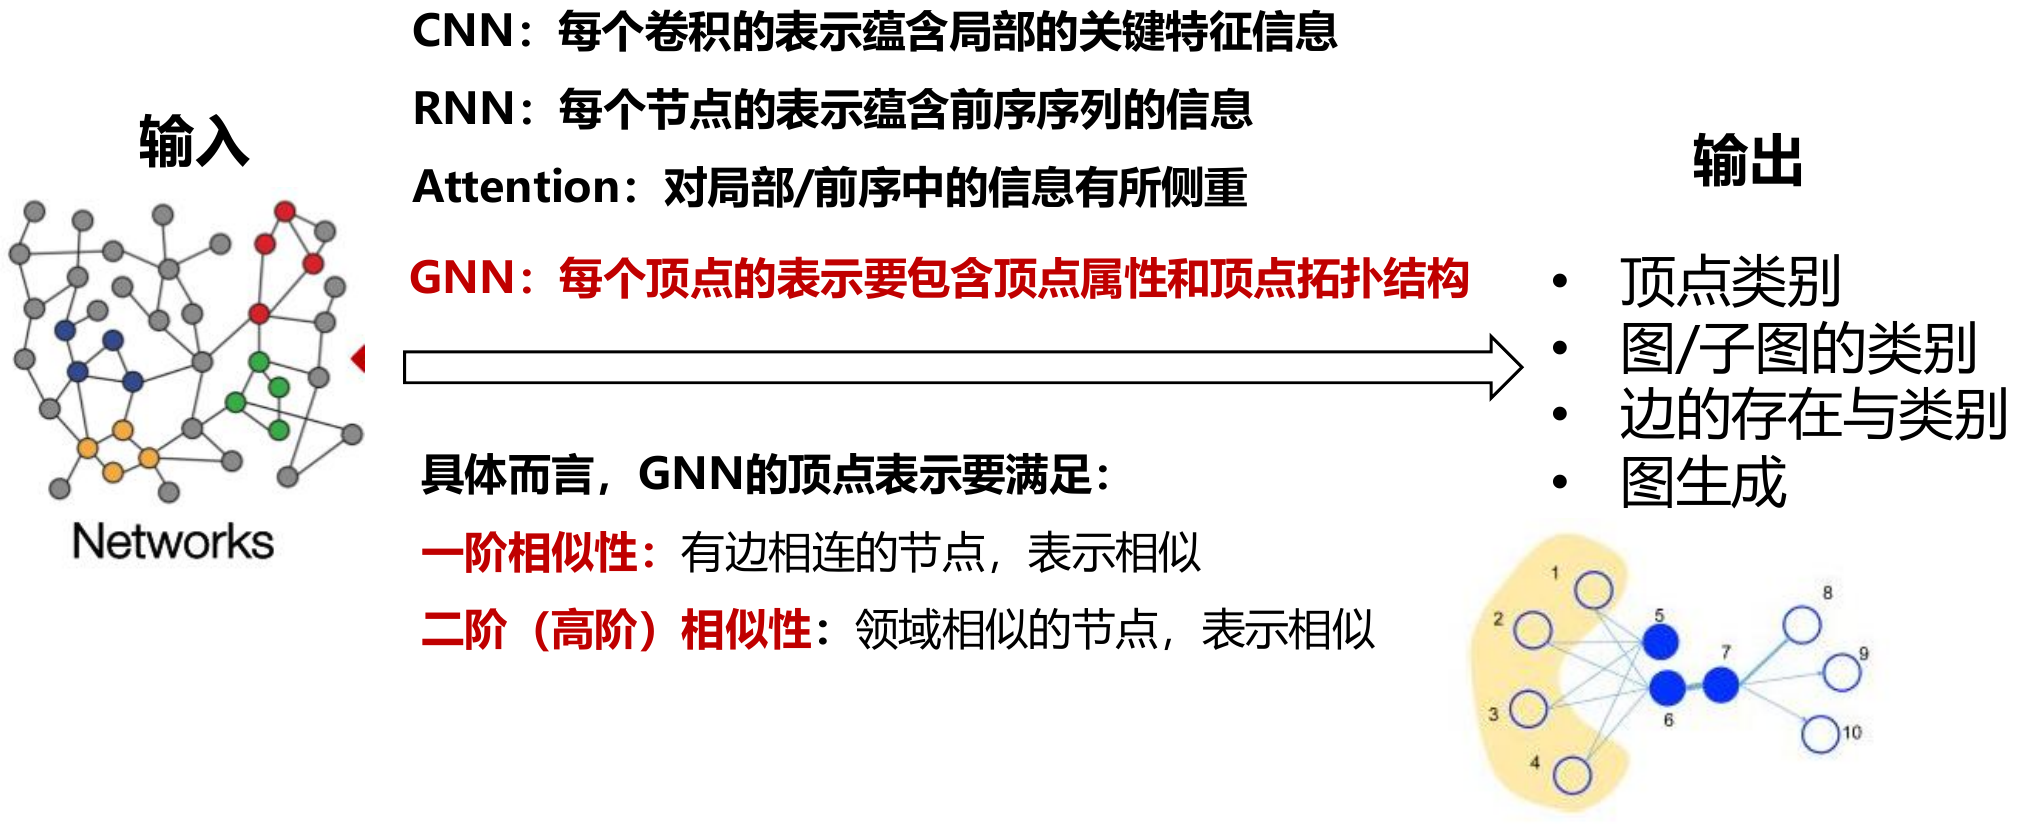 CNN：每个卷积的表示蕴含局部的关键特征信息
RNN：每个节点的表示蕴含前序序列的信息
Attention：对局部/前序中的信息有所侧重
GNN：每个顶点的表示要包含顶点属性和顶点拓扑结构
输入
Networks
具体而言，GNN的顶点表示要满足：
一阶相似性：有边相连的节点，表示相似
二阶（高阶）相似性：领域相似的节点，表示相似
输出
• 顶点类别
• 图/子图的类别
• 边的存在与类别
• 图生成
1
2
3
4
5
6
7
8
9
10